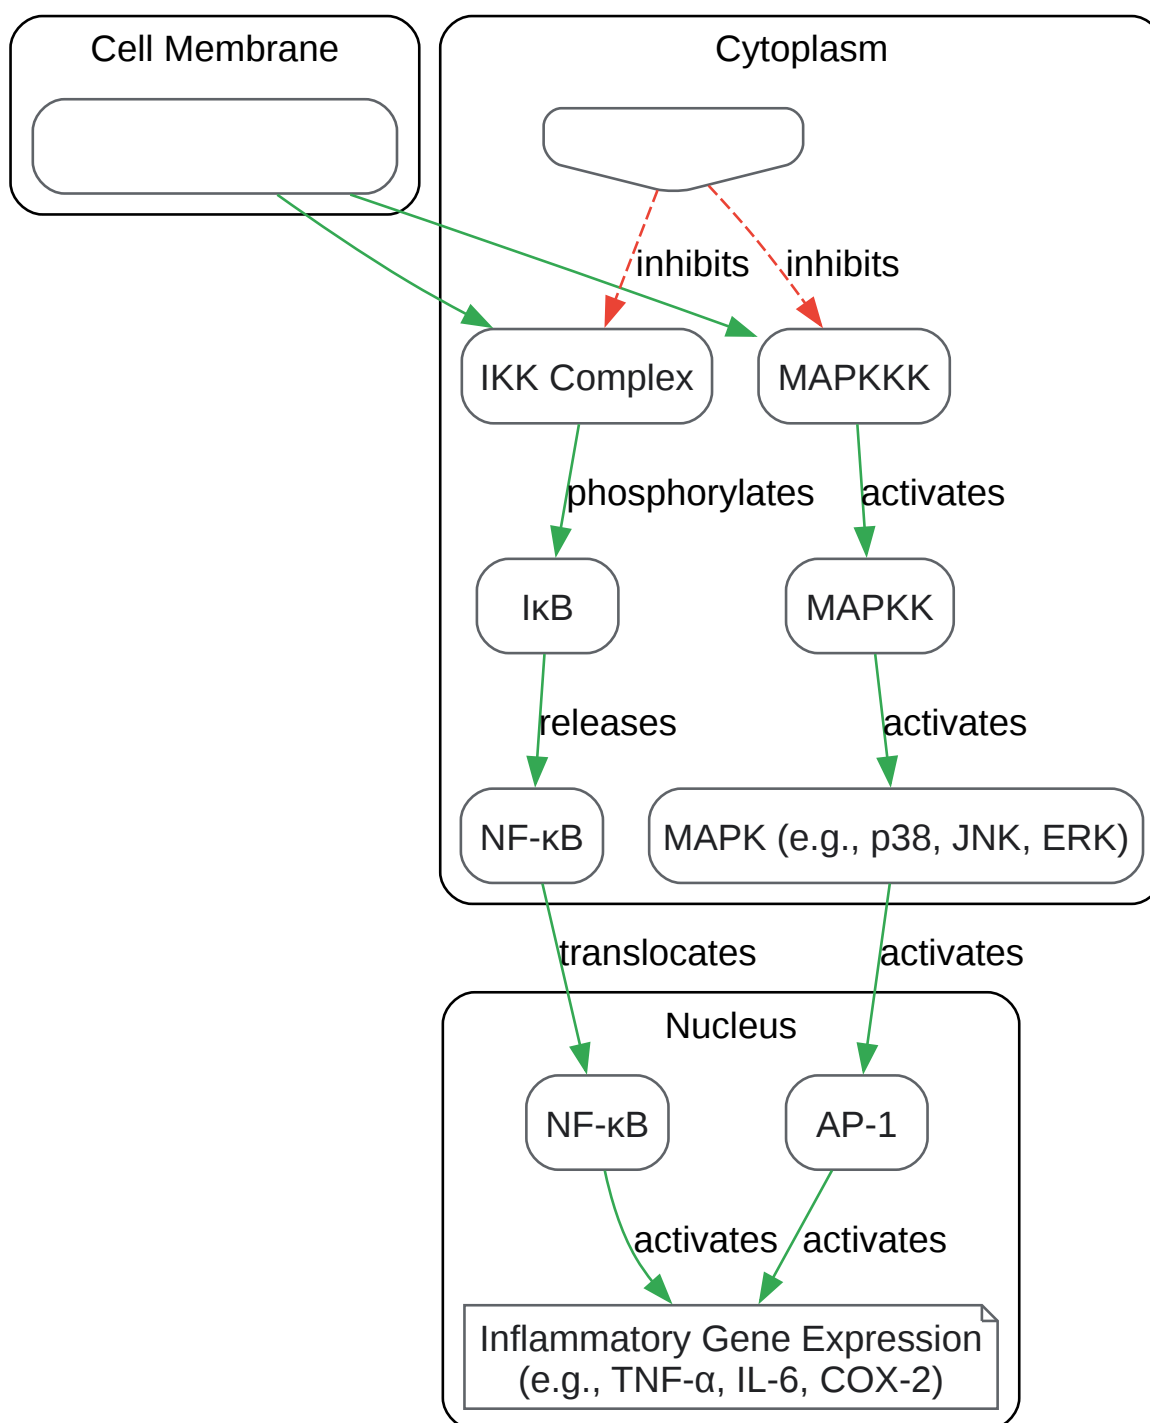 Cell Membrane
Cytoplasm
inhibits
inhibits
IKK Complex
MAPKKK
phosphorylates
activates
IκB
MAPKK
releases
activates
NF-κB
MAPK (e.g., p38, JNK, ERK)
translocates
activates
Nucleus
NF-κB
AP-1
activates
activates
Inflammatory Gene Expression
(e.g., TNF-α, IL-6, COX-2)